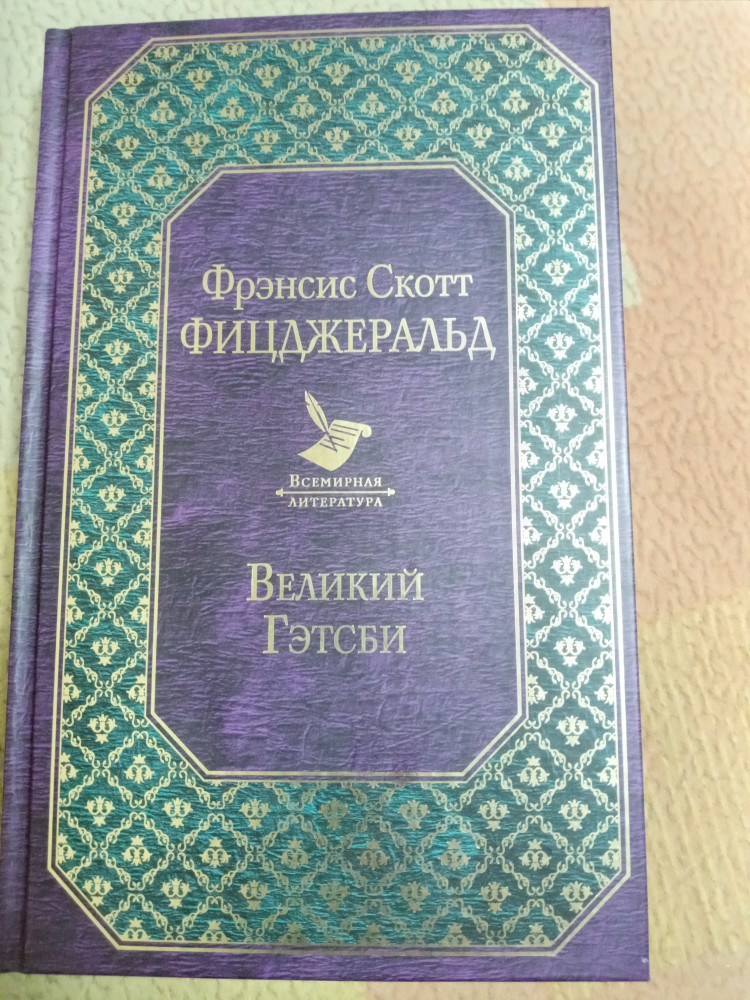 Фрэнсис Скотт
ФИЦДЖЕРАЛЬД
Всемирная
литература
Великий
Гэтсби